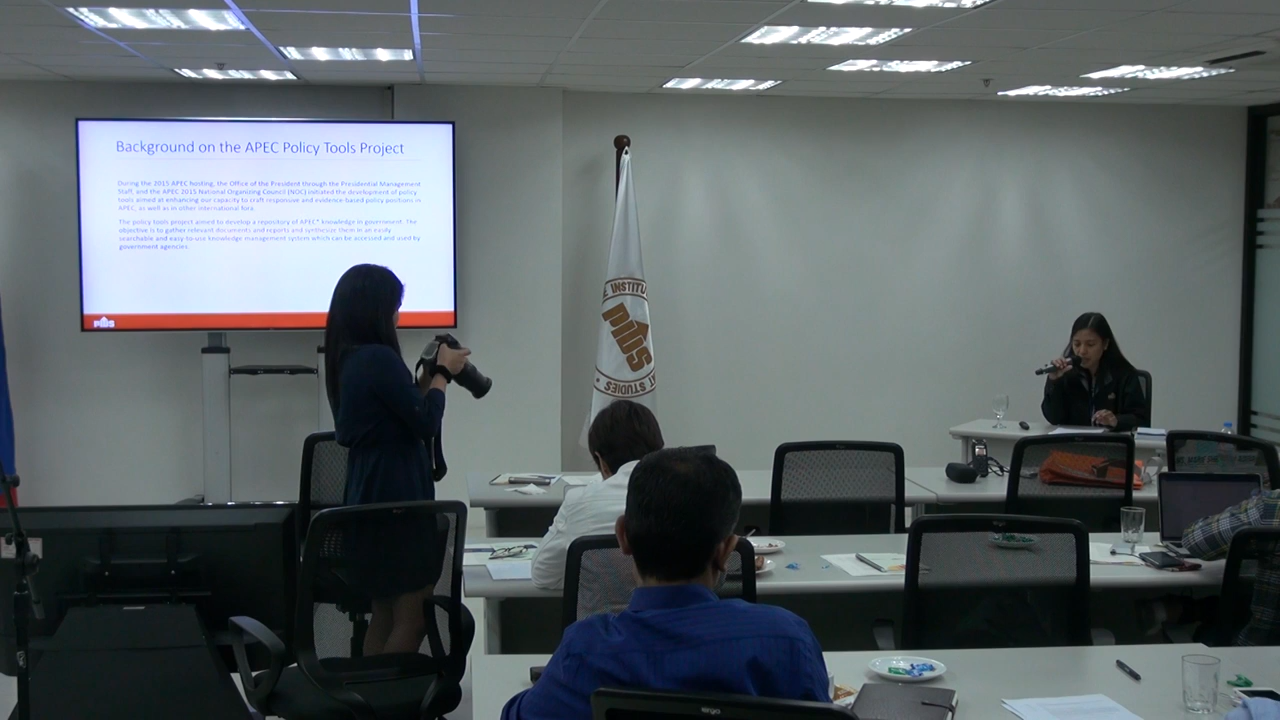 Background on the APEC Policy Tools Project
During the 2015 APEC hosting, the Office of the President through the Presidential Management
Staff, and the APEC 2015 National Organizing Council (NOC) initiated the development of policy
tools aimed at enhancing our capacity to craft responsive and evidence-based policy positions in
APEC, as well as in other international fora.
The policy tools project aimed to develop a repository of APEC* knowledge in government. The
objective is to gather relevant documents and reports and synthesize them in an easily
searchable and easy-to-use knowledge management system which can be accessed and used by
government agencies
PIDS
E INSTITU
PIDS
AL STUDIES